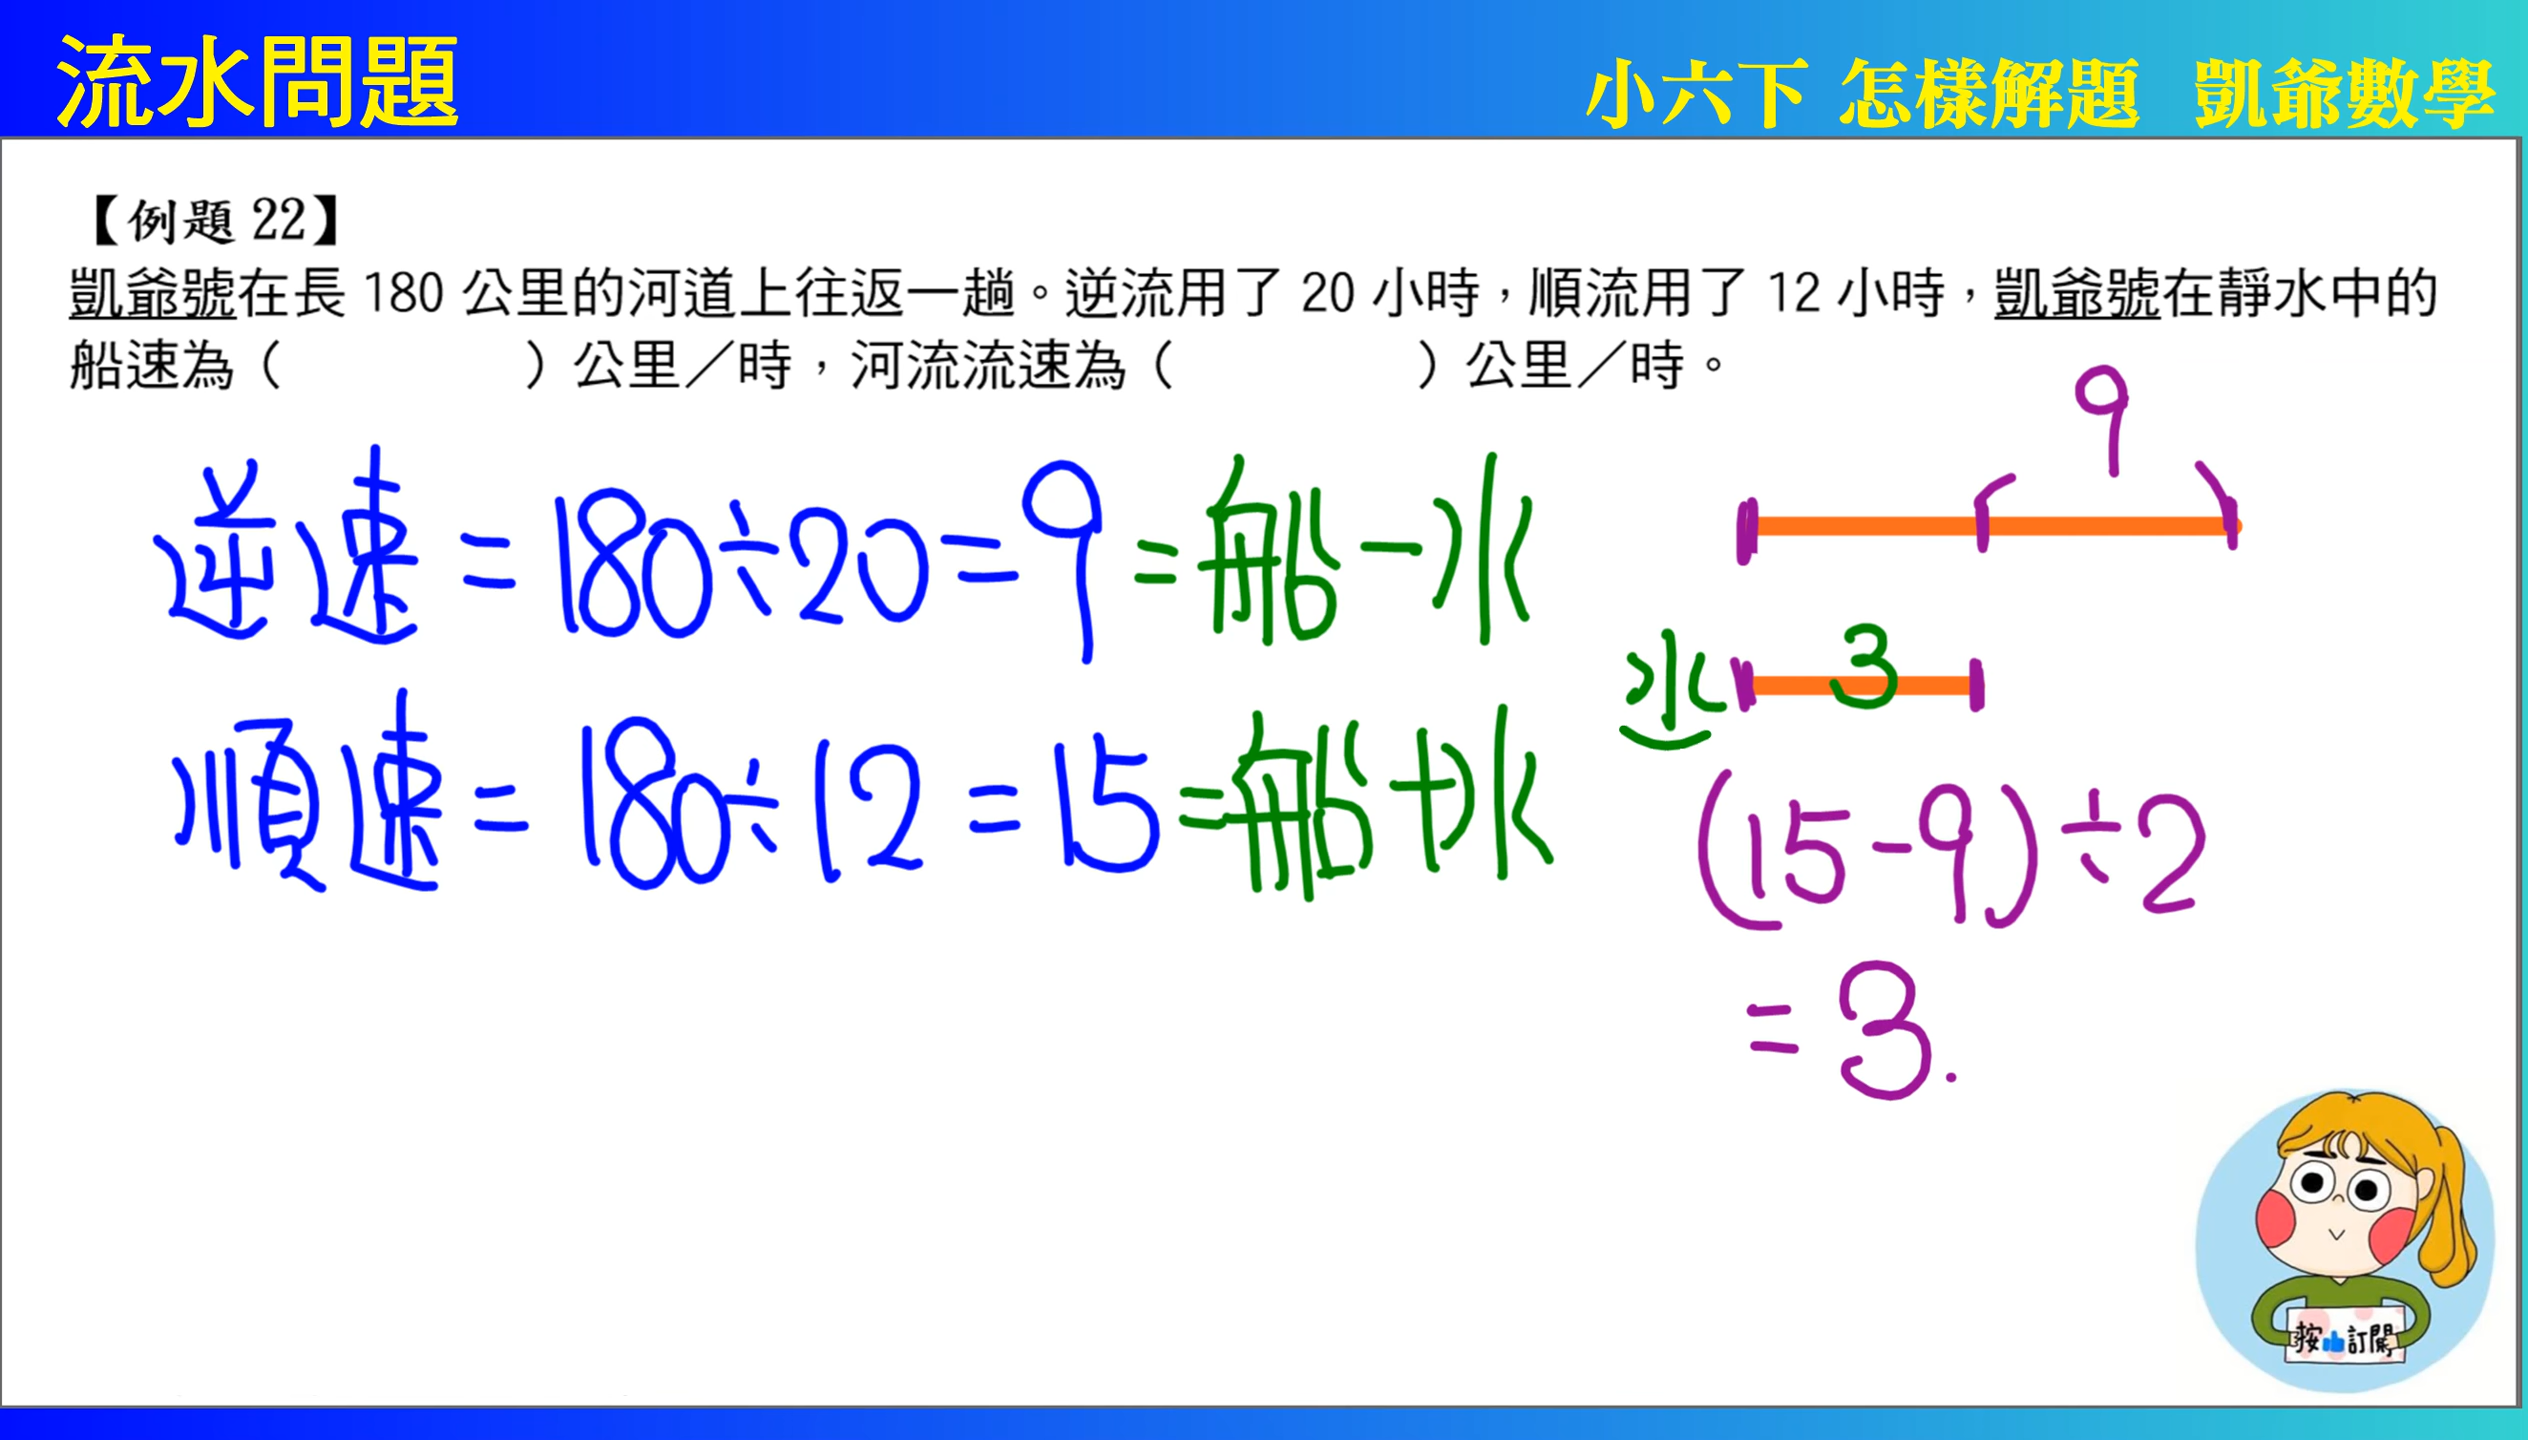 流水問題
小六下 怎樣解題 凱爺數學
【例題 22】
凱爺號在長 180 公里的河道上往返一趟。逆流用了 20 小時，順流用了 12 小時，凱爺號在靜水中的
船速為（ ）公里／時，河流流速為（ ）公里／時。
逆速=180÷20=9=船-水
順速=180÷12=15=船+水
9
水 3
(15-9)÷2
=3.
按👍訂閱